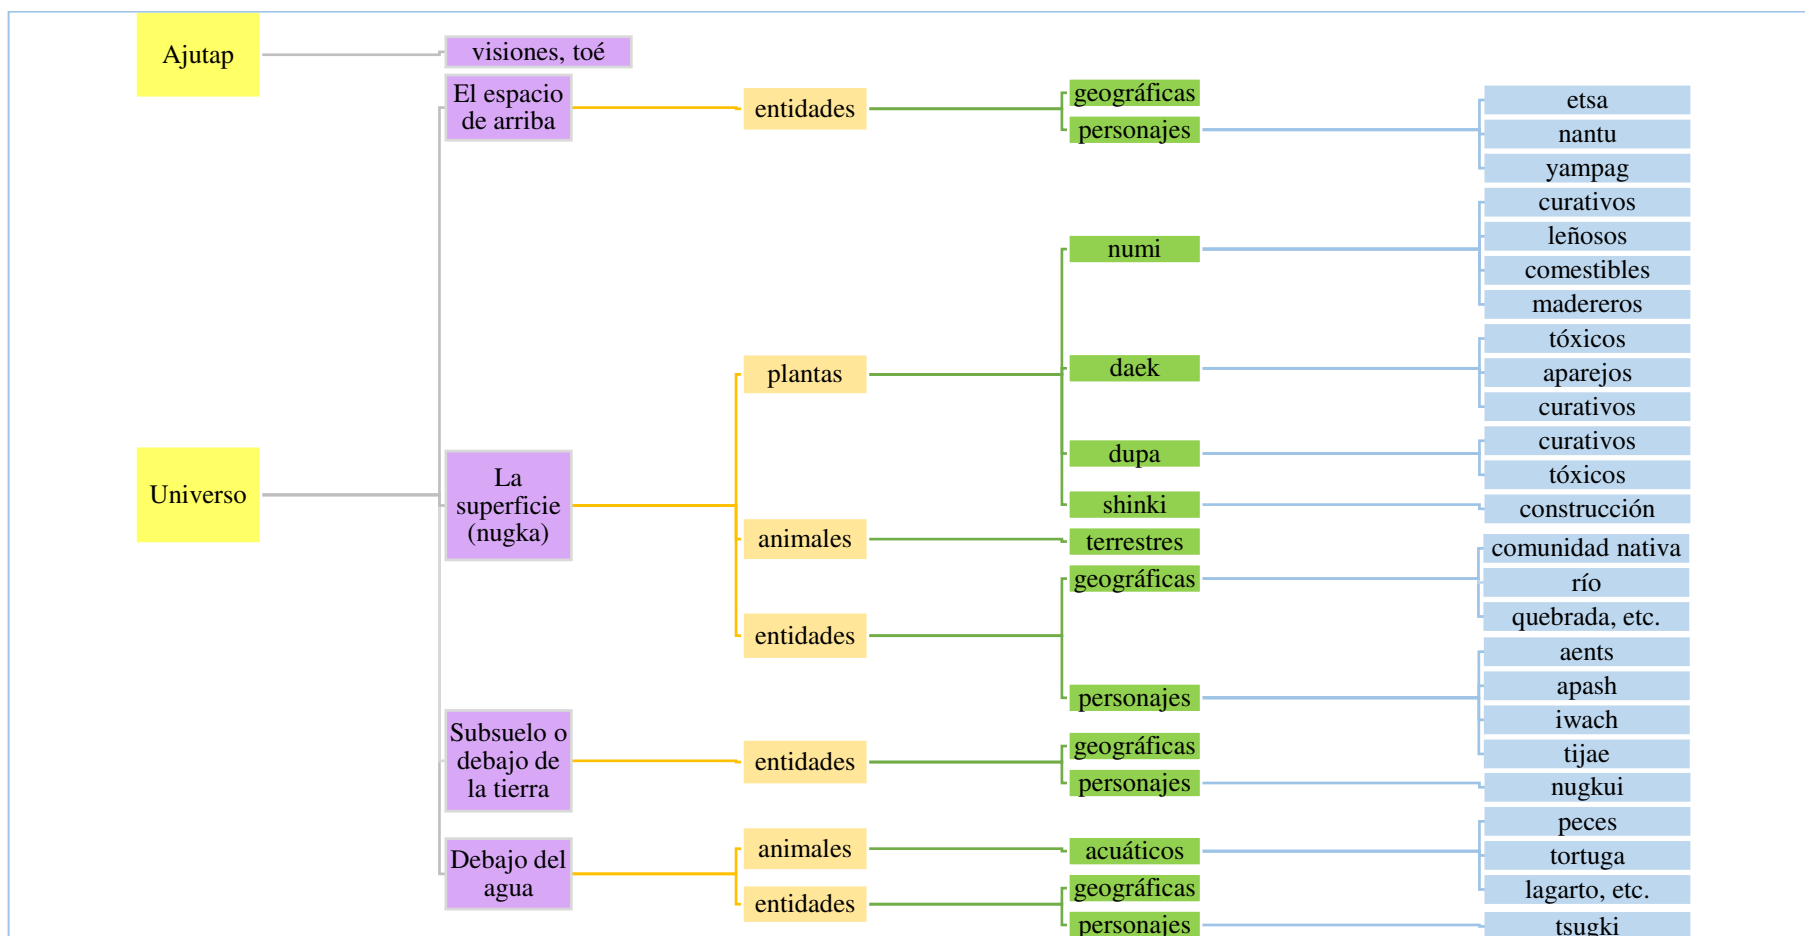 Ajutap
visiones, toé
Universo
El espacio
de arriba
entidades
geográficas
personajes
etsa
nantu
yampag
La
superficie
(nugka)
plantas
numi
curativos
leñosos
comestibles
madereros
daek
tóxicos
aparejos
curativos
dupa
curativos
tóxicos
shinki
construcción
animales
terrestres
entidades
geográficas
comunidad nativa
río
quebrada, etc.
personajes
aents
apash
iwach
tijae
Subsuelo o
debajo de
la tierra
entidades
geográficas
personajes
nugkui
Debajo del
agua
animales
acuáticos
peces
tortuga
lagarto, etc.
entidades
geográficas
personajes
tsugki